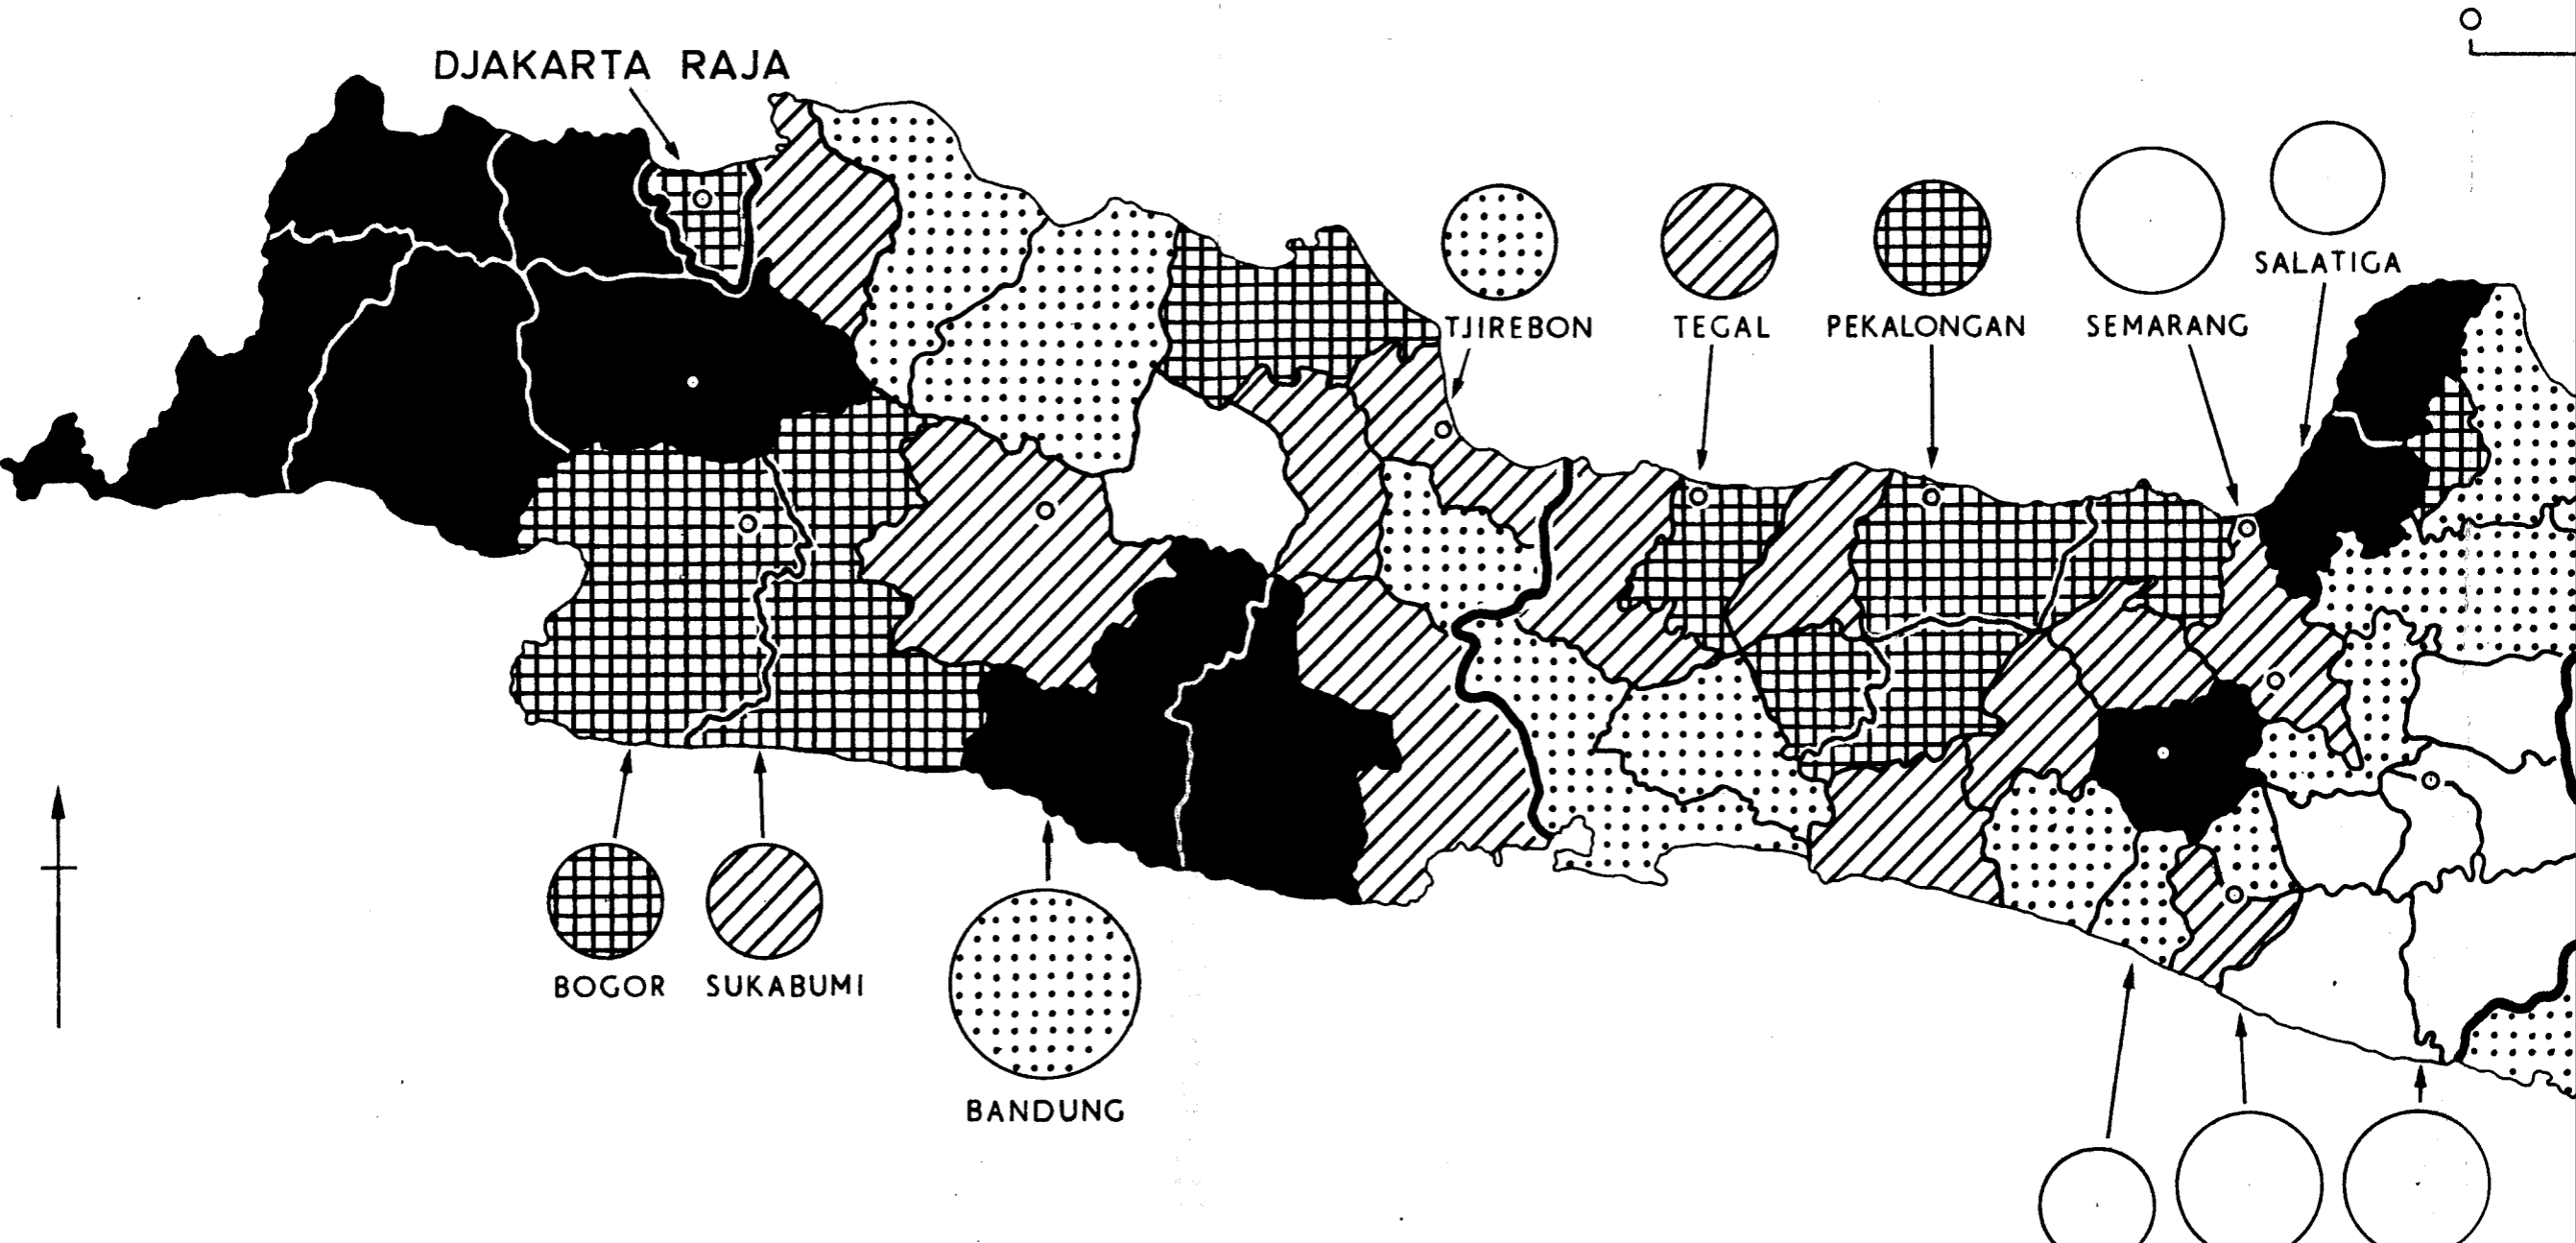 DJAKARTA RAJA
SALATIGA
TJIREBON
TEGAL
PEKALONGAN
SEMARANG
BOGOR
SUKABUMI
BANDUNG